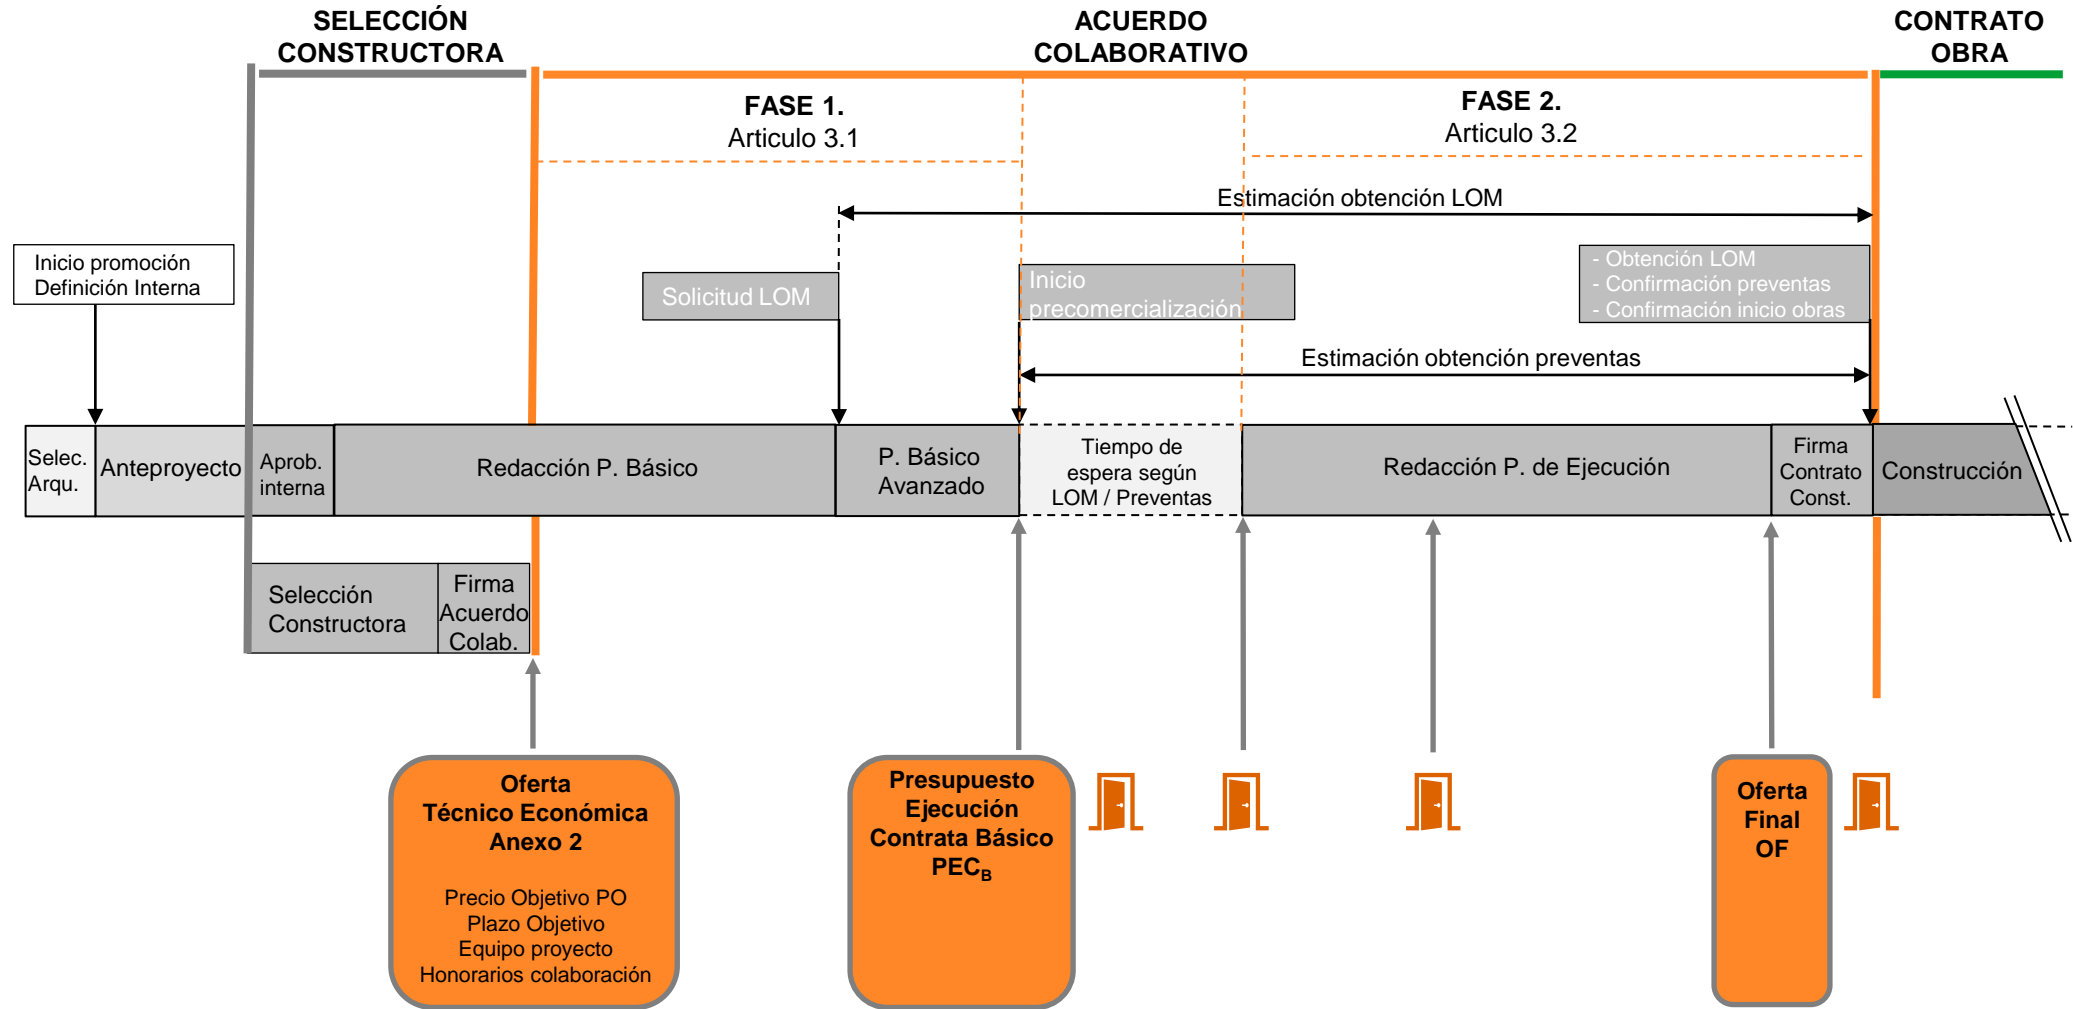 SELECCIÓN
CONSTRUCTORA
ACUERDO
COLABORATIVO
CONTRATO
OBRA
FASE 1.
Articulo 3.1
FASE 2.
Articulo 3.2
Estimación obtención LOM
Inicio promoción
Definición Interna
Solicitud LOM
Inicio
precomercialización
- Obtención LOM
- Confirmación preventas
- Confirmación inicio obras
Estimación obtención preventas
Selec.
Arqu.
Anteproyecto
Aprob.
interna
Redacción P. Básico
P. Básico
Avanzado
Tiempo de
espera según
LOM / Preventas
Redacción P. de Ejecución
Firma
Contrato
Const.
Construcción
Selección
Constructora
Firma
Acuerdo
Colab.
Oferta
Técnico Económica
Anexo 2
Precio Objetivo PO
Plazo Objetivo
Equipo proyecto
Honorarios colaboración
Presupuesto
Ejecución
Contrata Básico
PEC_B
Oferta
Final
OF